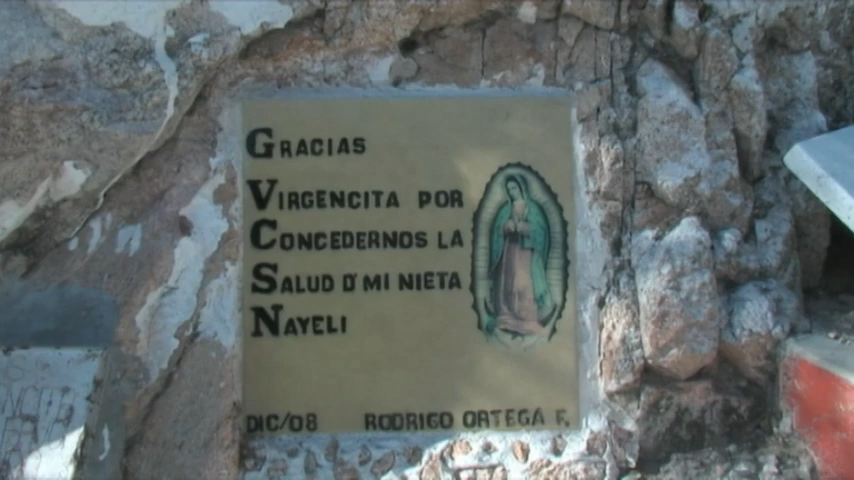 GRACIAS
VIRGENCITA POR
CONCEDERNOS LA
SALUD D' MI NIETA
NAYELI
DIC/08 RODRIGO ORTEGA F.